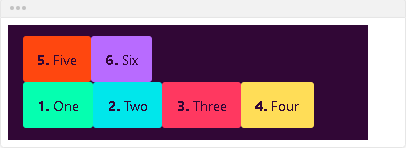 5. Five 6. Six
1. One 2. Two 3. Three 4. Four